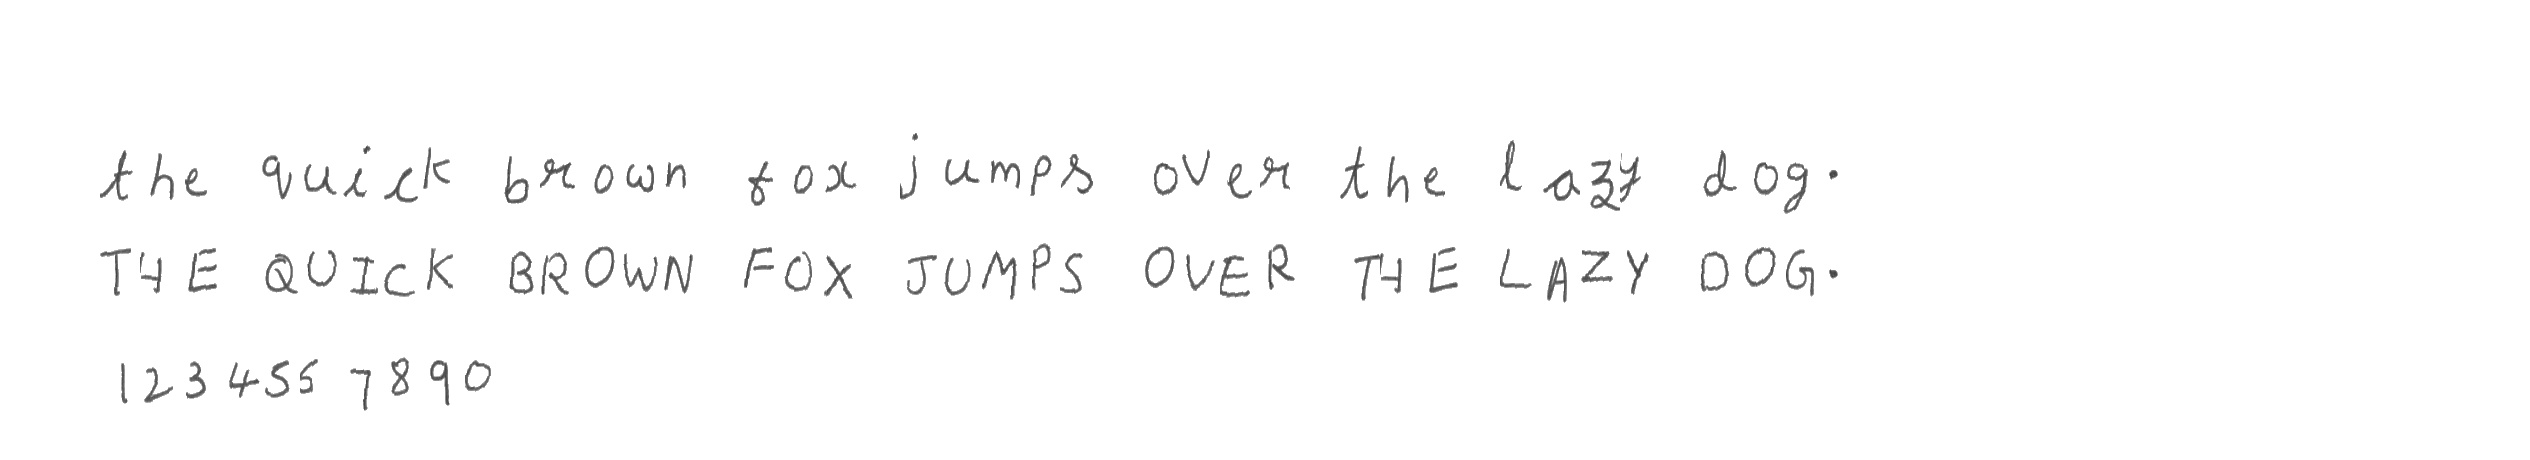 the quick brown fox jumps over the lazy dog.
THE QUICK BROWN FOX JUMPS OVER THE LAZY DOG.
1234557890